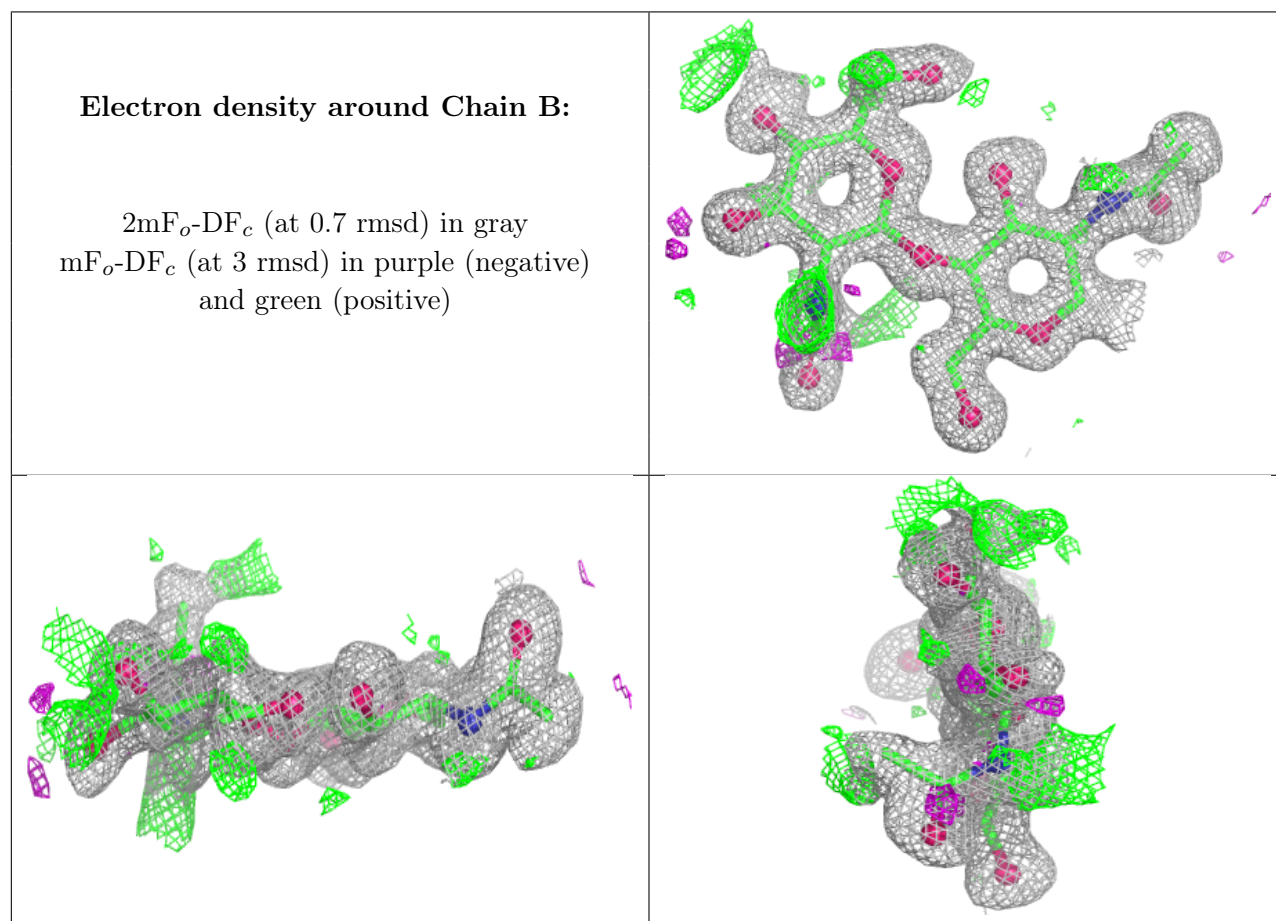 Electron density around Chain B:
2mFo-DFc (at 0.7 rmsd) in gray
mFo-DFc (at 3 rmsd) in purple (negative)
and green (positive)